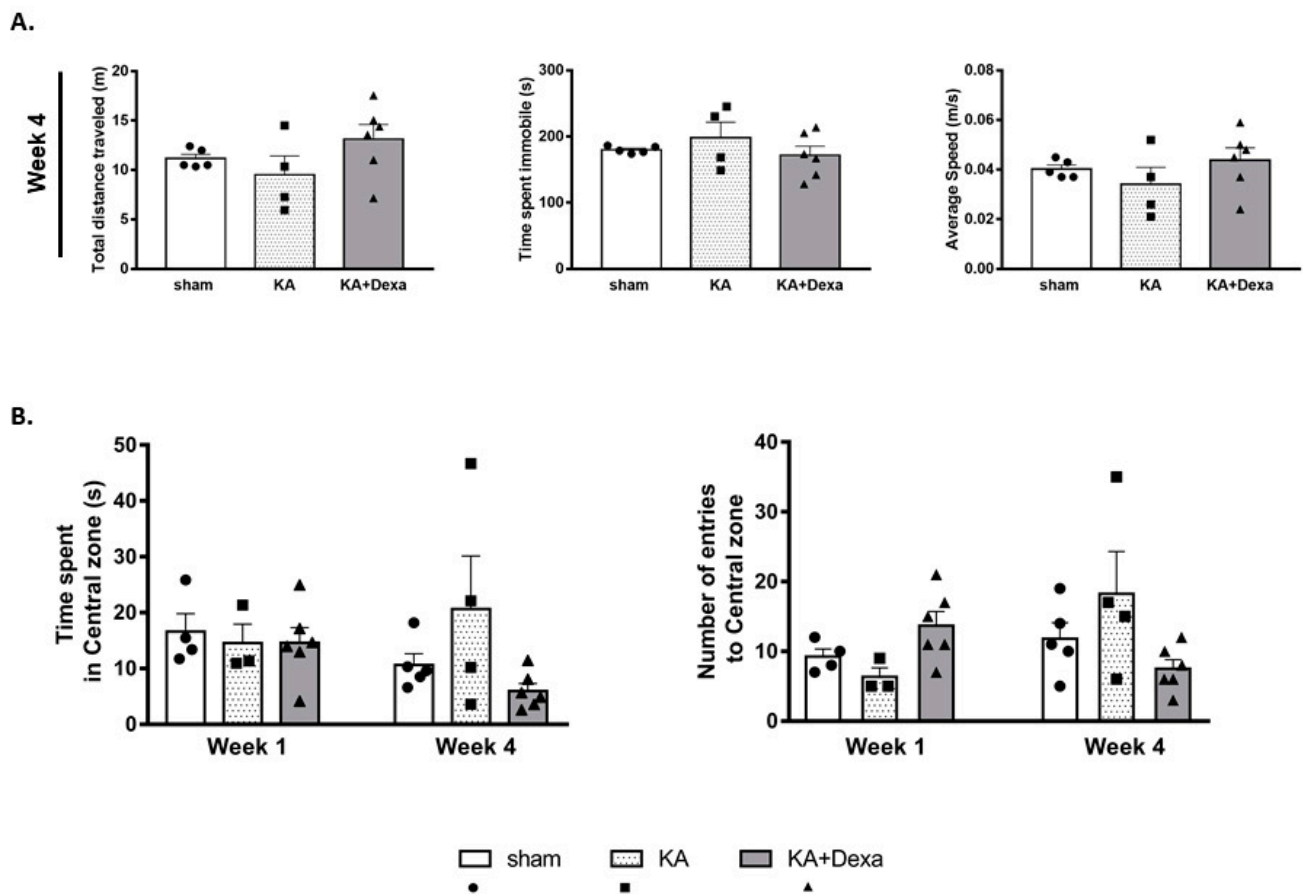 A.
Week 4
Total distance traveled (m)
20
15
10
5
0
sham KA KA+Dexa
Time spent immobile (s)
300
200
100
0
sham KA KA+Dexa
Average Speed (m/s)
0.08
0.06
0.04
0.02
0.00
sham KA KA+Dexa
B.
Time spent
in Central zone (s)
50
40
30
20
10
0
Week 1 Week 4
Number of entries
to Central zone
40
30
20
10
0
Week 1 Week 4
sham KA KA+Dexa